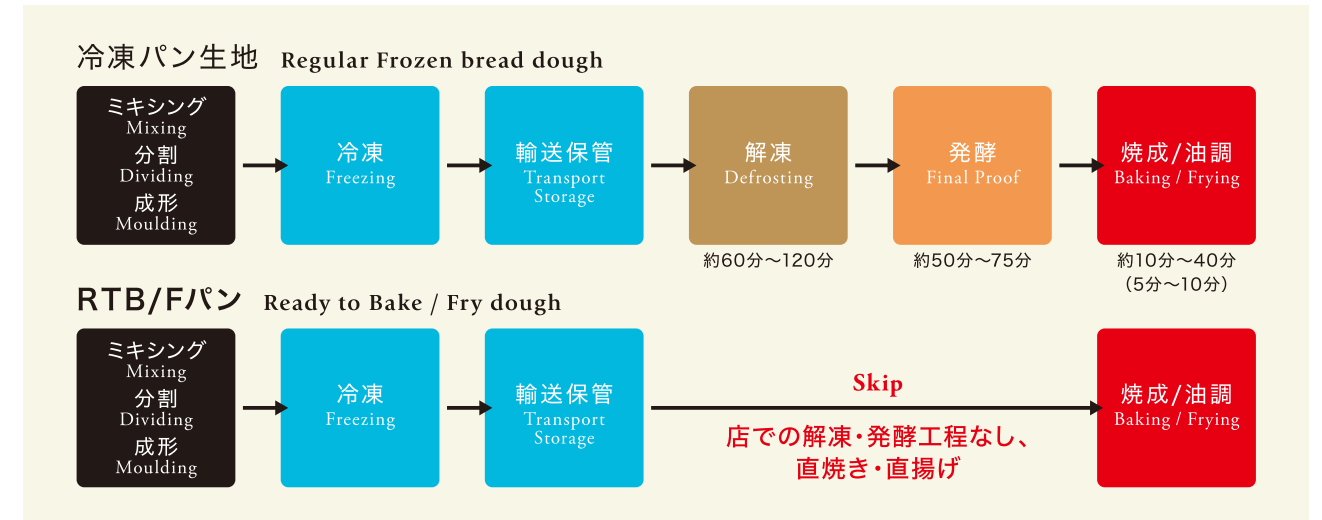 冷凍パン生地 Regular Frozen bread dough
ミキシング
Mixing
分割
Dividing
成形
Moulding
冷凍
Freezing
輸送保管
Transport
Storage
解凍
Defrosting
約60分〜120分
発酵
Final Proof
約50分〜75分
焼成/油調
Baking / Frying
約10分〜40分
（5分〜10分）
RTB/Fパン Ready to Bake / Fry dough
ミキシング
Mixing
分割
Dividing
成形
Moulding
冷凍
Freezing
輸送保管
Transport
Storage
Skip
店での解凍・発酵工程なし、
直焼き・直揚げ
焼成/油調
Baking / Frying